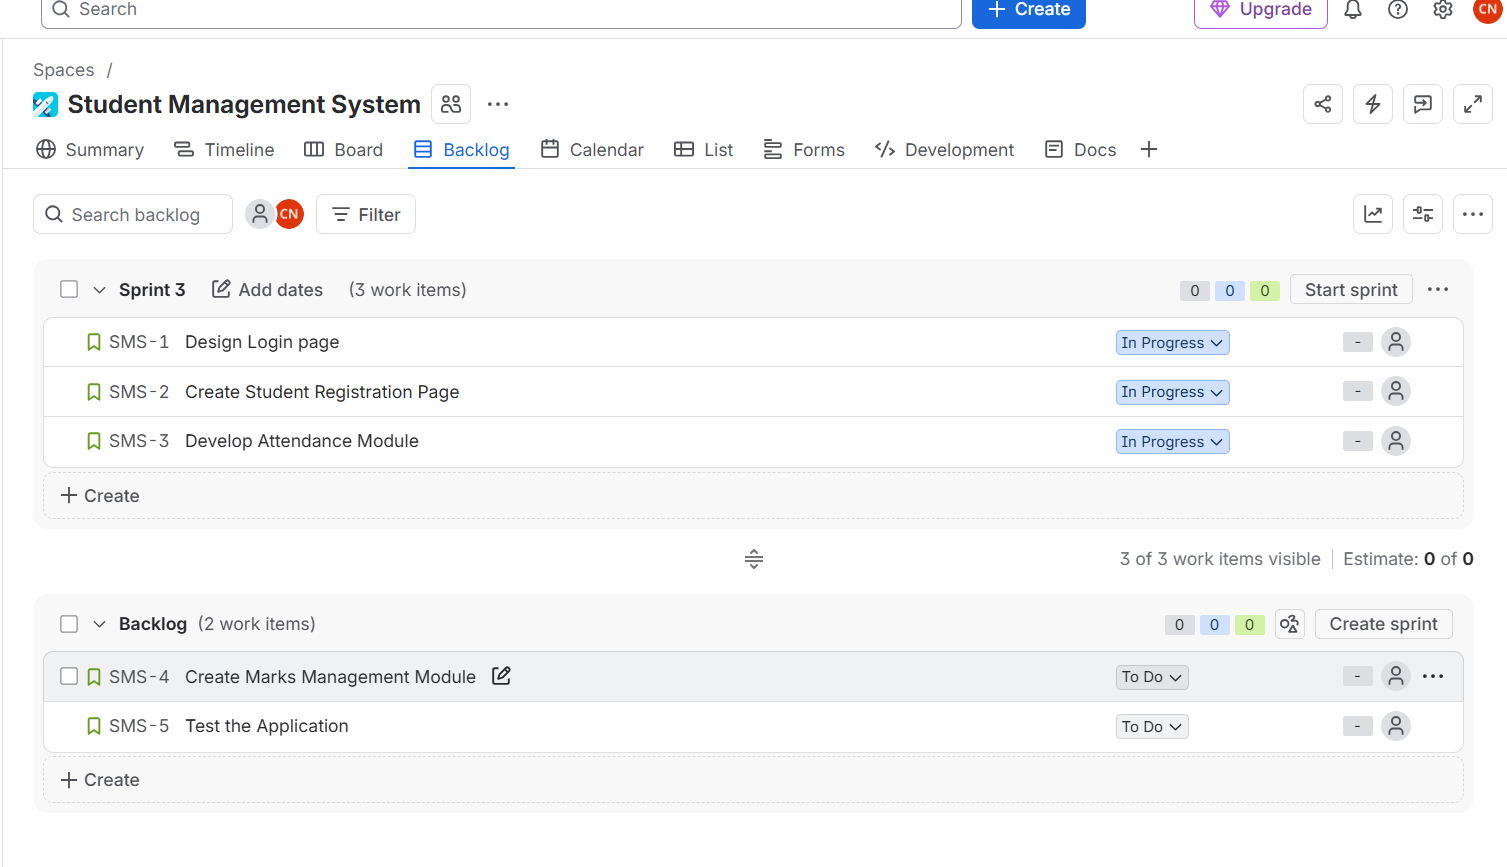 Search
Create
Upgrade
CN
Spaces /
Student Management System
Summary
Timeline
Board
Backlog
Calendar
List
Forms
Development
Docs
Search backlog
CN
Filter
Sprint 3 Add dates (3 work items) 0 0 0 Start sprint
SMS-1 Design Login page In Progress -
SMS-2 Create Student Registration Page In Progress -
SMS-3 Develop Attendance Module In Progress -
+ Create
3 of 3 work items visible Estimate: 0 of 0
Backlog (2 work items) 0 0 0 Create sprint
SMS-4 Create Marks Management Module To Do -
SMS-5 Test the Application To Do -
+ Create